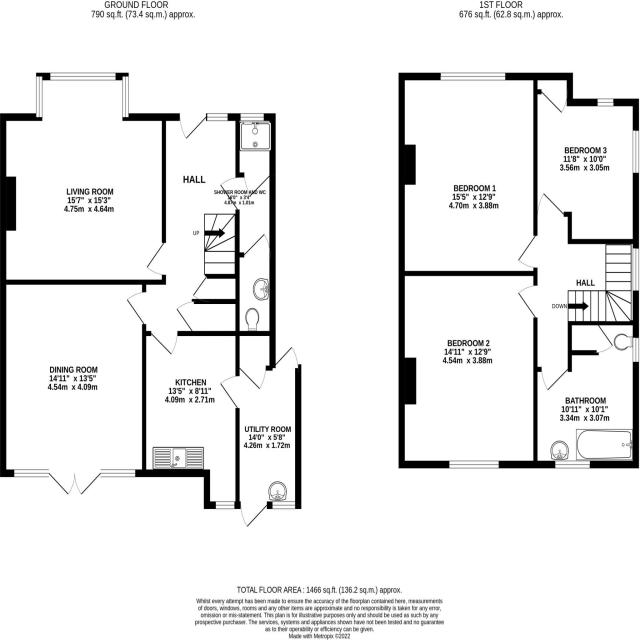 GROUND FLOOR
790 sq.ft. (73.4 sq.m.) approx.
1ST FLOOR
676 sq.ft. (62.8 sq.m.) approx.
LIVING ROOM
15'7" x 15'3"
4.75m x 4.64m
HALL
SHOWER ROOM AND WC
UP
DINING ROOM
14'11" x 13'5"
4.54m x 4.09m
KITCHEN
13'5" x 8'11"
4.09m x 2.71m
UTILITY ROOM
14'0" x 5'8"
4.26m x 1.72m
BEDROOM 1
15'5" x 12'9"
4.70m x 3.88m
BEDROOM 3
11'8" x 10'0"
3.56m x 3.05m
HALL
DOWN
BEDROOM 2
14'11" x 12'9"
4.54m x 3.88m
BATHROOM
10'11" x 10'1"
3.34m x 3.07m
TOTAL FLOOR AREA : 1466 sq.ft. (136.2 sq.m.) approx.
Whilst every attempt has been made to ensure the accuracy of the floorplan contained here, measurements
of doors, windows, rooms and any other items are approximate and no responsibility is taken for any error,
omission or mis-statement. This plan is for illustrative purposes only and should be used as such by any
prospective purchaser. The services, systems and appliances shown have not been tested and no guarantee
as to their operability or efficiency can be given.
Made with Metropix ©2022